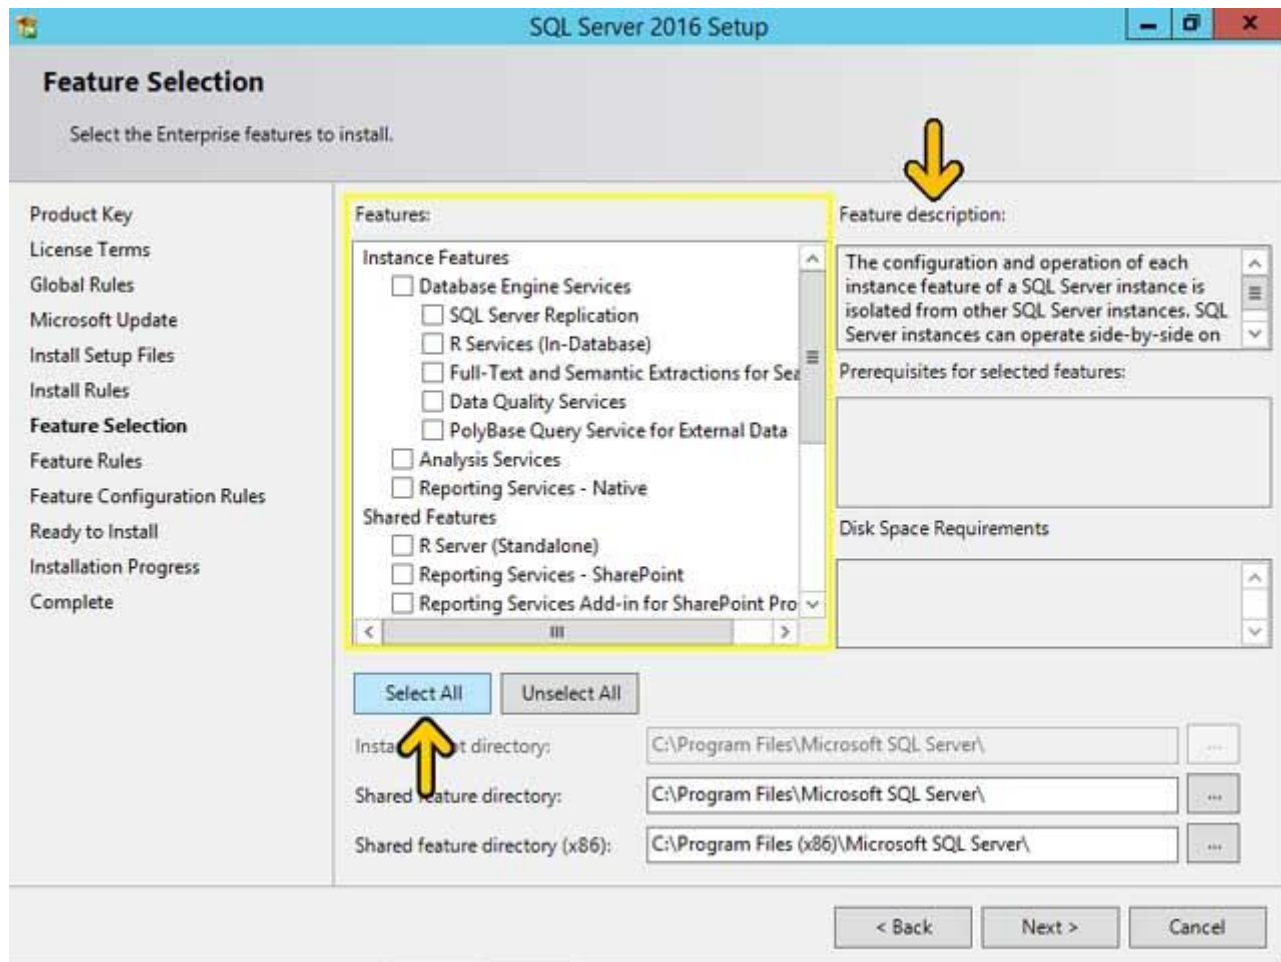 SQL Server 2016 Setup
Feature Selection
Select the Enterprise features to install.
Product Key
License Terms
Global Rules
Microsoft Update
Install Setup Files
Install Rules
Feature Selection
Feature Rules
Feature Configuration Rules
Ready to Install
Installation Progress
Complete
Features:
Instance Features
Database Engine Services
SQL Server Replication
R Services (In-Database)
Full-Text and Semantic Extractions for Sea
Data Quality Services
PolyBase Query Service for External Data
Analysis Services
Reporting Services - Native
Shared Features
R Server (Standalone)
Reporting Services - SharePoint
Reporting Services Add-in for SharePoint Pro
Feature description:
The configuration and operation of each
instance feature of a SQL Server instance is
isolated from other SQL Server instances. SQL
Server instances can operate side-by-side on
Prerequisites for selected features:
Disk Space Requirements
Select All
Unselect All
directory:
C:\Program Files\Microsoft SQL Server\
...
Shared feature directory:
C:\Program Files\Microsoft SQL Server\
...
Shared feature directory (x86):
C:\Program Files (x86)\Microsoft SQL Server\
...
< Back
Next >
Cancel